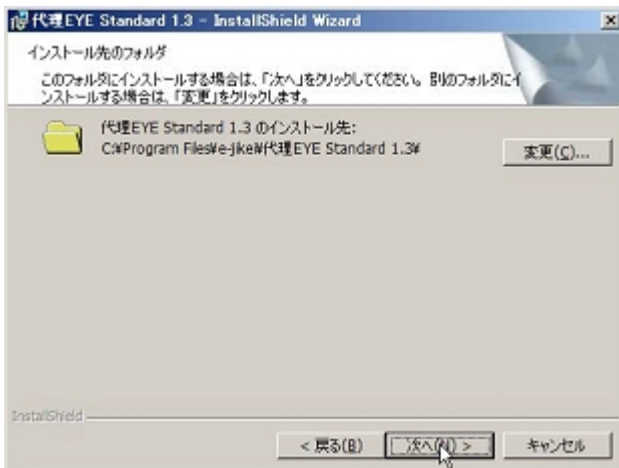 代理EYE Standard 1.3 - InstallShield Wizard
インストール先のフォルダ
このフォルダにインストールする場合は、「次へ」をクリックしてください。別のフォルダにイ
ンストールする場合は、「変更」をクリックします。
代理EYE Standard 1.3 のインストール先:
C:¥Program Files¥e-jike¥代理EYE Standard 1.3¥
変更(C)...
InstallShield
< 戻る(B)
次へ(N) >
キャンセル